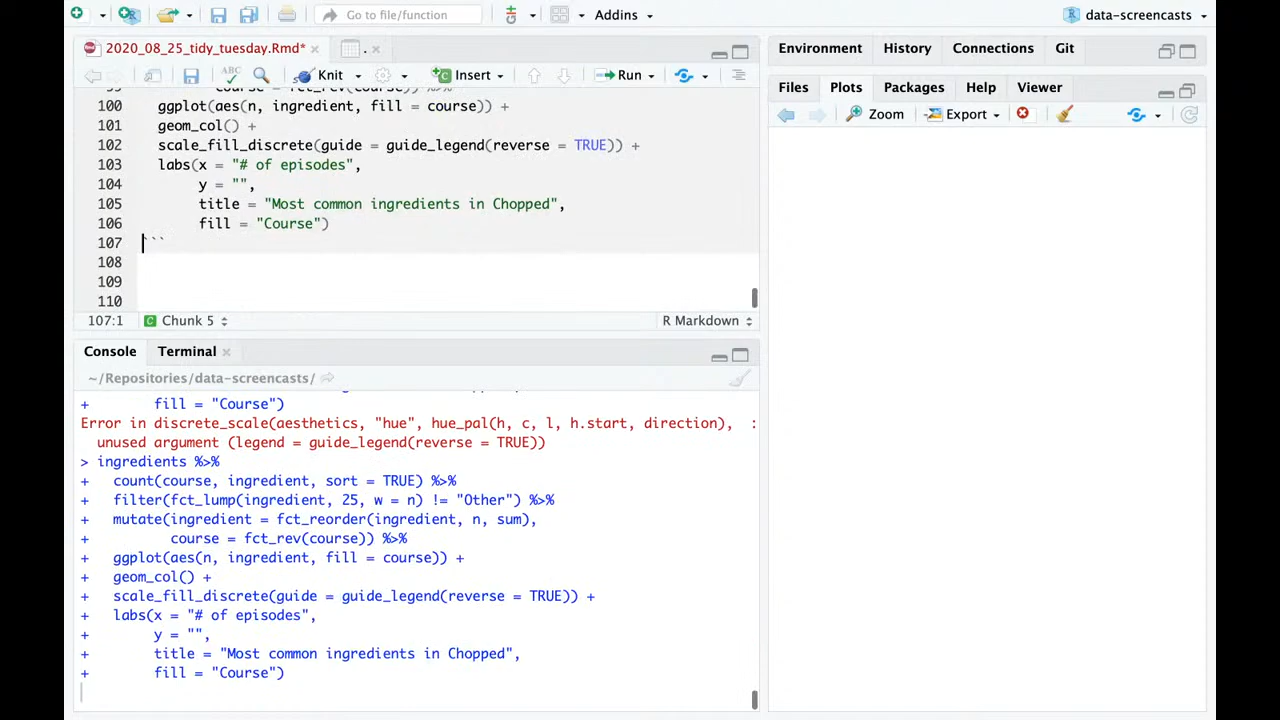 Go to file/function
Addins
data-screencasts
2020_08_25_tidy_tuesday.Rmd*
.
ABC
Knit
Insert
Run
course = fct_rev(course)) %>%
100 ggplot(aes(n, ingredient, fill = course)) +
101 geom_col() +
102 scale_fill_discrete(guide = guide_legend(reverse = TRUE)) +
103 labs(x = "# of episodes",
104 y = "",
105 title = "Most common ingredients in Chopped",
106 fill = "Course")
107 ```
108
109
110
107:1 Chunk 5 R Markdown
Console Terminal
~/Repositories/data-screencasts/
+ fill = "Course")
Error in discrete_scale(aesthetics, "hue", hue_pal(h, c, l, h.start, direction), :
unused argument (legend = guide_legend(reverse = TRUE))
> ingredients %>%
+ count(course, ingredient, sort = TRUE) %>%
+ filter(fct_lump(ingredient, 25, w = n) != "Other") %>%
+ mutate(ingredient = fct_reorder(ingredient, n, sum),
+ course = fct_rev(course)) %>%
+ ggplot(aes(n, ingredient, fill = course)) +
+ geom_col() +
+ scale_fill_discrete(guide = guide_legend(reverse = TRUE)) +
+ labs(x = "# of episodes",
+ y = "",
+ title = "Most common ingredients in Chopped",
+ fill = "Course")
Environment History Connections Git
Files Plots Packages Help Viewer
Zoom Export